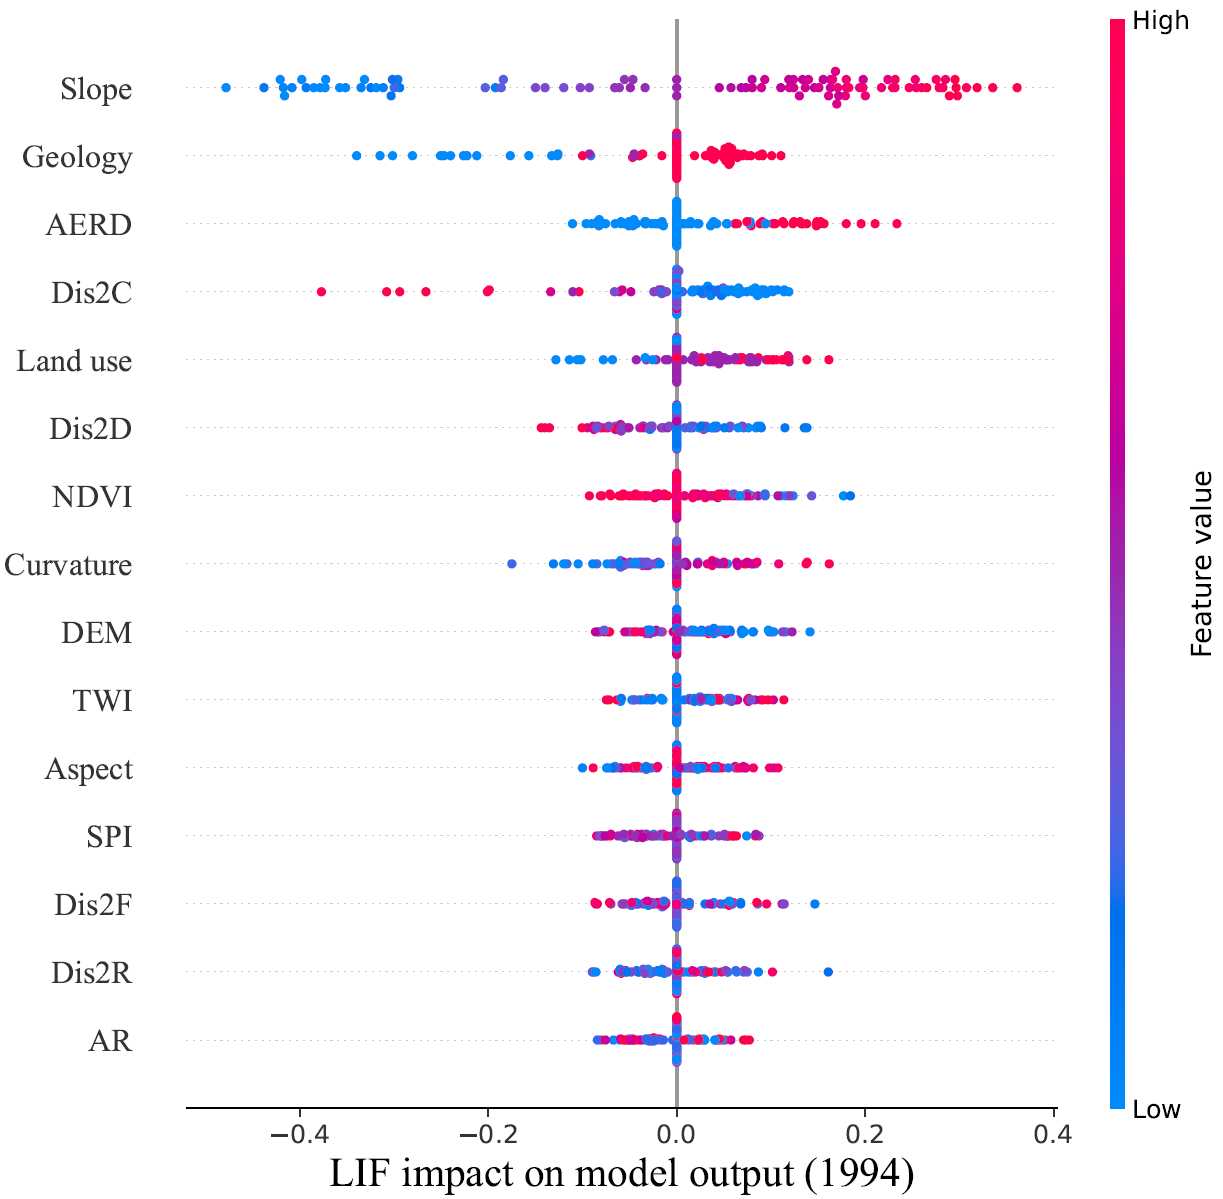 High
Slope
Geology
AERD
Dis2C
Land use
Dis2D
NDVI
Curvature
DEM
TWI
Aspect
SPI
Dis2F
Dis2R
AR
Feature value
Low
−0.4 −0.2 0.0 0.2 0.4
LIF impact on model output (1994)